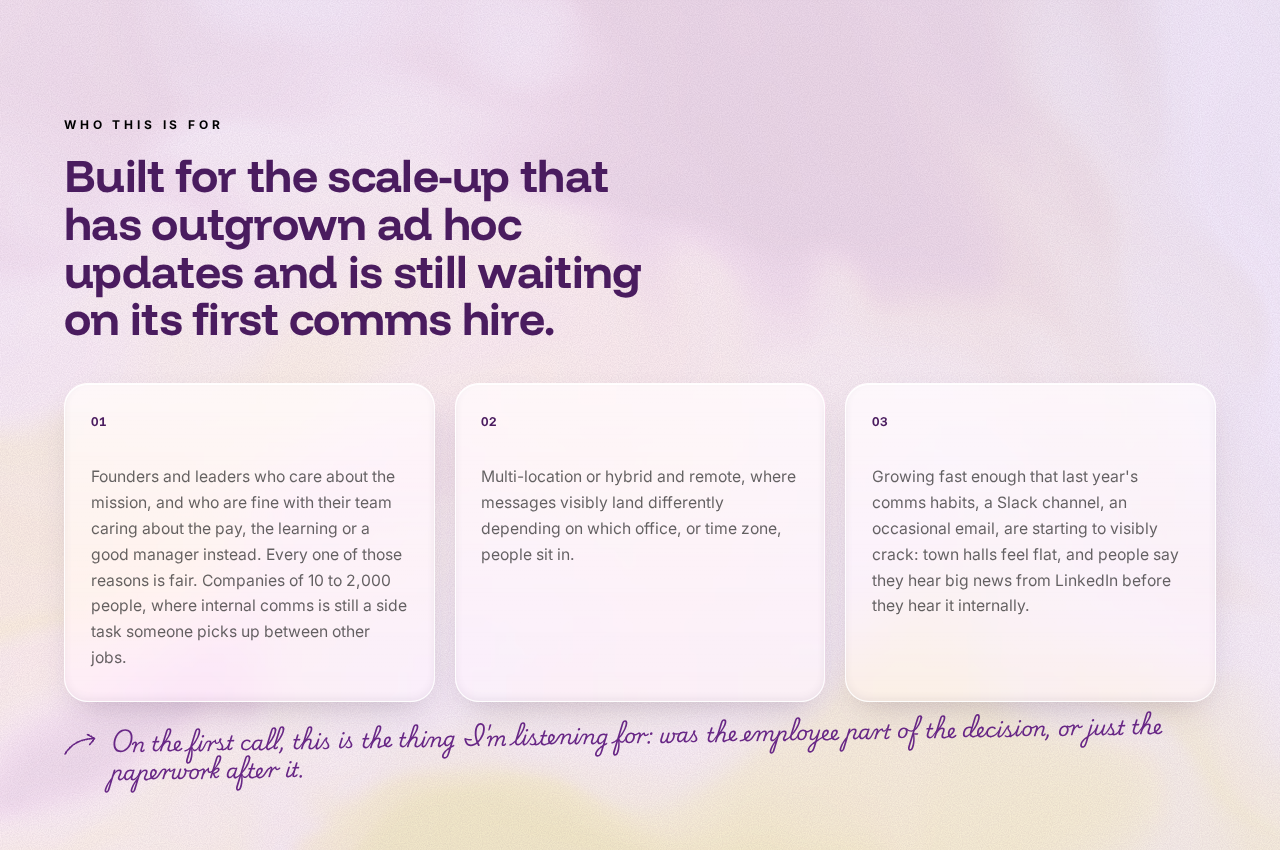 WHO THIS IS FOR
Built for the scale-up that
has outgrown ad hoc
updates and is still waiting
on its first comms hire.
01
Founders and leaders who care about the
mission, and who are fine with their team
caring about the pay, the learning or a
good manager instead. Every one of those
reasons is fair. Companies of 10 to 2,000
people, where internal comms is still a side
task someone picks up between other
jobs.
02
Multi-location or hybrid and remote, where
messages visibly land differently
depending on which office, or time zone,
people sit in.
03
Growing fast enough that last year's
comms habits, a Slack channel, an
occasional email, are starting to visibly
crack: town halls feel flat, and people say
they hear big news from LinkedIn before
they hear it internally.
On the first call, this is the thing I'm listening for: was the employee part of the decision, or just the
paperwork after it.